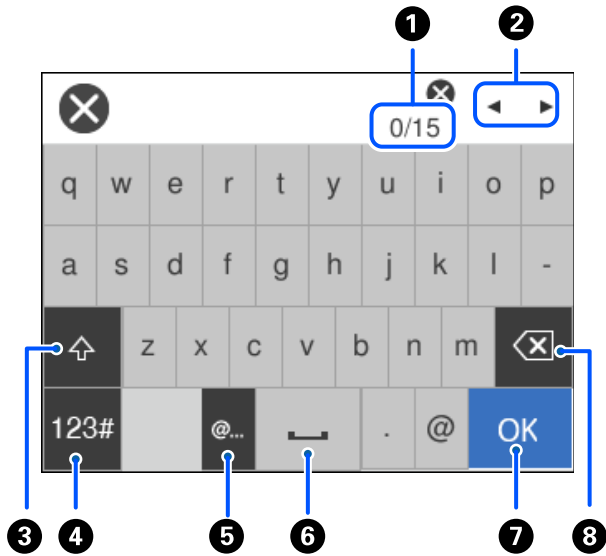 1 2
0/15
q w e r t y u i o p
a s d f g h j k l -
z x c v b n m
123# @... . @ OK
3 4 5 6 7 8